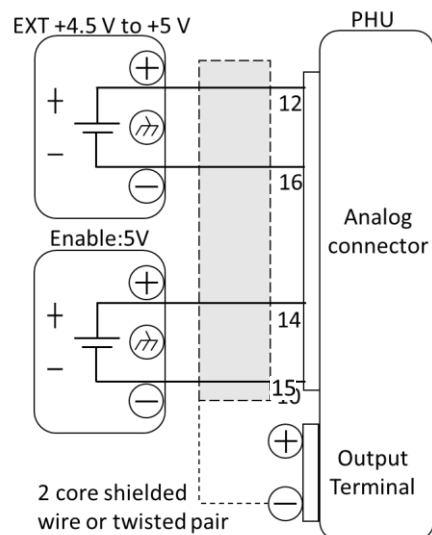 EXT +4.5 V to +5 V
PHU
+
+
12
−
−
16
Analog
connector
Enable:5V
+
+
14
−
15
−
+
Output
Terminal
−
2 core shielded
wire or twisted pair